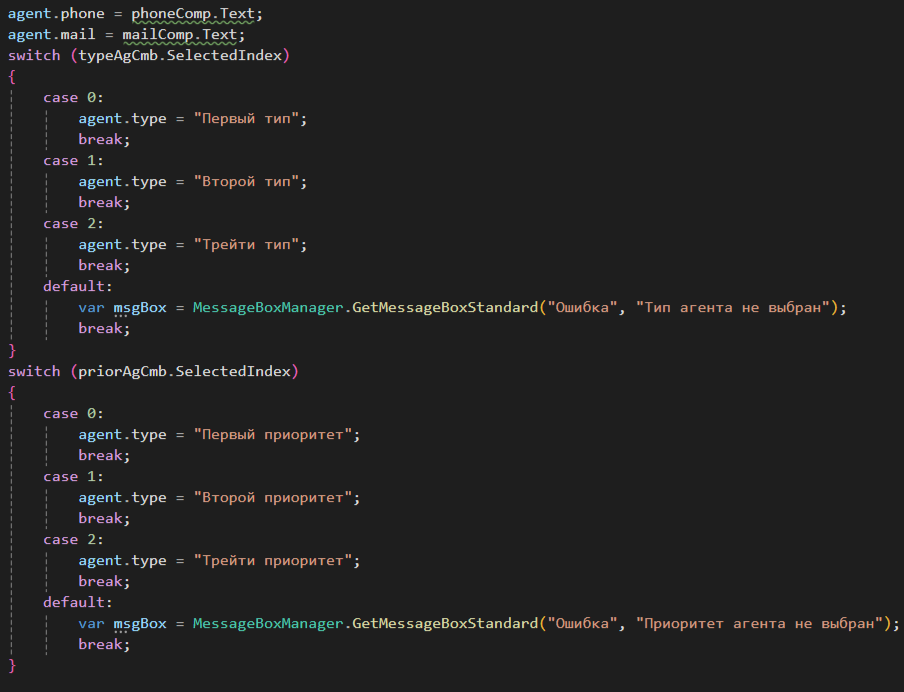 agent.phone = phoneComp.Text;
agent.mail = mailComp.Text;
switch (typeAgCmb.SelectedIndex)
{
    case 0:
        agent.type = "Первый тип";
        break;
    case 1:
        agent.type = "Второй тип";
        break;
    case 2:
        agent.type = "Трейти тип";
        break;
    default:
        var msgBox = MessageBoxManager.GetMessageBoxStandard("Ошибка", "Тип агента не выбран");
        break;
}
switch (priorAgCmb.SelectedIndex)
{
    case 0:
        agent.type = "Первый приоритет";
        break;
    case 1:
        agent.type = "Второй приоритет";
        break;
    case 2:
        agent.type = "Трейти приоритет";
        break;
    default:
        var msgBox = MessageBoxManager.GetMessageBoxStandard("Ошибка", "Приоритет агента не выбран");
        break;
}